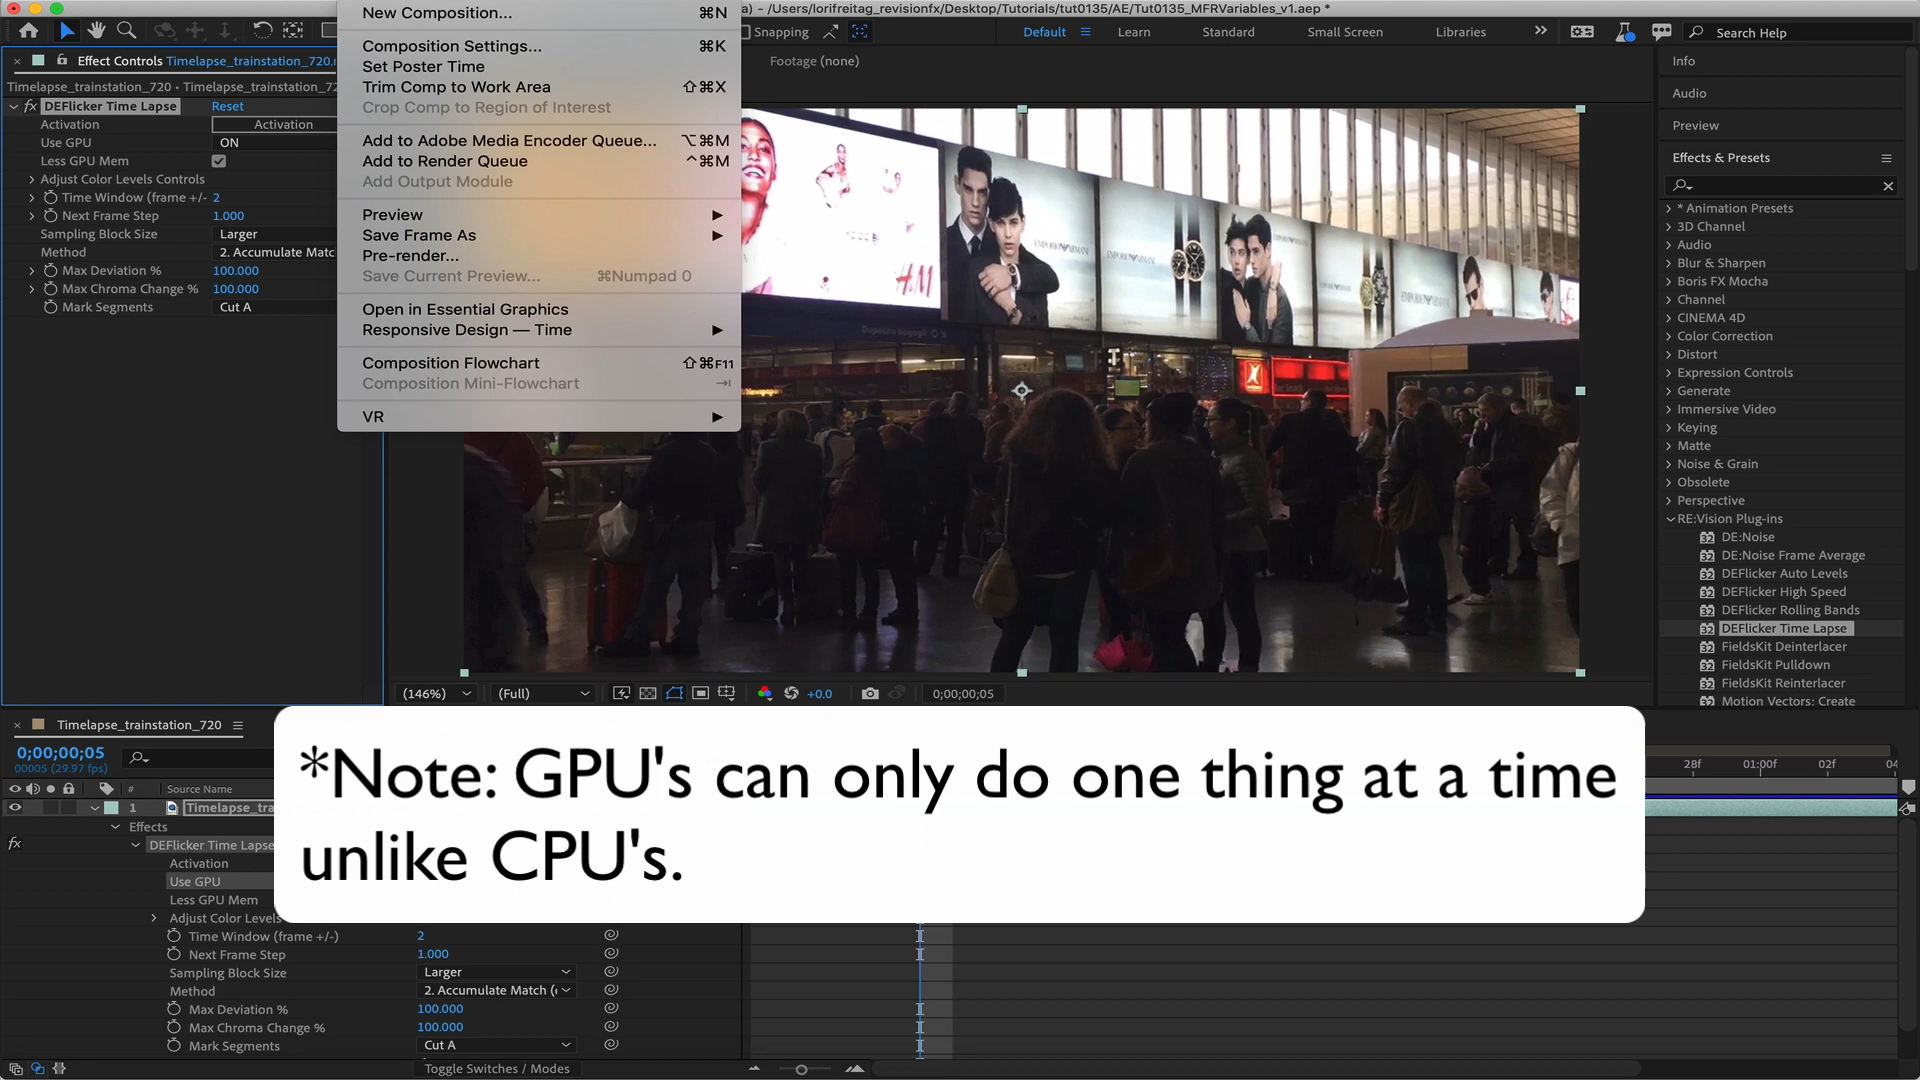 a) - /Users/lorifreitag_revisionfx/Desktop/Tutorials/tut0135/AE/Tut0135_MFRVariables_v1.aep *
Snapping
Default
Learn
Standard
Small Screen
Libraries
Search Help
Effect Controls Timelapse_trainstation_720.
Timelapse_trainstation_720 • Timelapse_trainstation_72
fx DEFlicker Time Lapse Reset
Activation Activation
Use GPU ON
Less GPU Mem
Adjust Color Levels Controls
Time Window (frame +/- 2
Next Frame Step 1.000
Sampling Block Size Larger
Method 2. Accumulate Matc
Max Deviation % 100.000
Max Chroma Change % 100.000
Mark Segments Cut A
New Composition... ⌘N
Composition Settings... ⌘K
Set Poster Time
Trim Comp to Work Area ⇧⌘X
Crop Comp to Region of Interest
Add to Adobe Media Encoder Queue... ⌥⌘M
Add to Render Queue ^⌘M
Add Output Module
Preview
Save Frame As
Pre-render...
Save Current Preview... ⌘Numpad 0
Open in Essential Graphics
Responsive Design — Time
Composition Flowchart ⇧⌘F11
Composition Mini-Flowchart
VR
Footage (none)
H&M
EMPORIO ARMANI
EMPORIO ARMANI
EMPORIO ARMANI
Deposito bagagli
(146%)
(Full)
+0.0
0;00;00;05
Info
Audio
Preview
Effects & Presets
* Animation Presets
3D Channel
Audio
Blur & Sharpen
Boris FX Mocha
Channel
CINEMA 4D
Color Correction
Distort
Expression Controls
Generate
Immersive Video
Keying
Matte
Noise & Grain
Obsolete
Perspective
RE:Vision Plug-ins
DE:Noise
DE:Noise Frame Average
DEFlicker Auto Levels
DEFlicker High Speed
DEFlicker Rolling Bands
DEFlicker Time Lapse
FieldsKit Deinterlacer
FieldsKit Pulldown
FieldsKit Reinterlacer
Motion Vectors: Create
Timelapse_trainstation_720
0;00;00;05
00005 (29.97 fps)
# Source Name
1 Timelapse_tra
Effects
fx DEFlicker Time Lapse
Activation
Use GPU
Less GPU Mem
Adjust Color Levels
Time Window (frame +/-) 2
Next Frame Step 1.000
Sampling Block Size Larger
Method 2. Accumulate Match (
Max Deviation % 100.000
Max Chroma Change % 100.000
Mark Segments Cut A
Toggle Switches / Modes
28f 01:00f 02f 04
*Note: GPU's can only do one thing at a time
unlike CPU's.